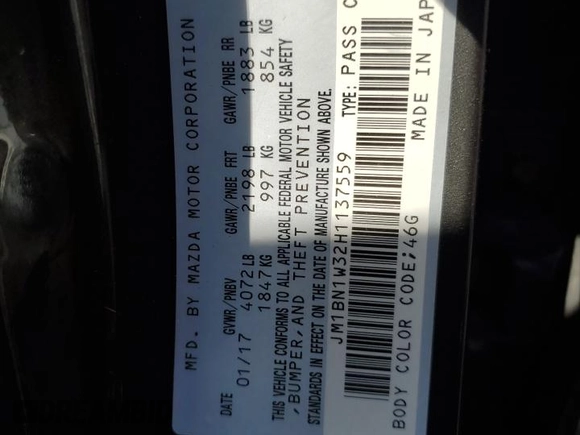 MFD. BY MAZDA MOTOR CORPORATION
DATE GVWR/PNBV GAWR/PNBE FRT GAWR/PNBE RR
01/17 4072LB 2198 LB 1883 LB
1847KG 997 KG 854 KG
THIS VEHICLE CONFORMS TO ALL APPLICABLE FEDERAL MOTOR VEHICLE SAFETY
,BUMPER,AND THEFT PREVENTION
STANDARDS IN EFFECT ON THE DATE OF MANUFACTURE SHOWN ABOVE.
JM1BN1W32H1137559 TYPE: PASS C
BODY COLOR CODE;46G MADE IN JAP